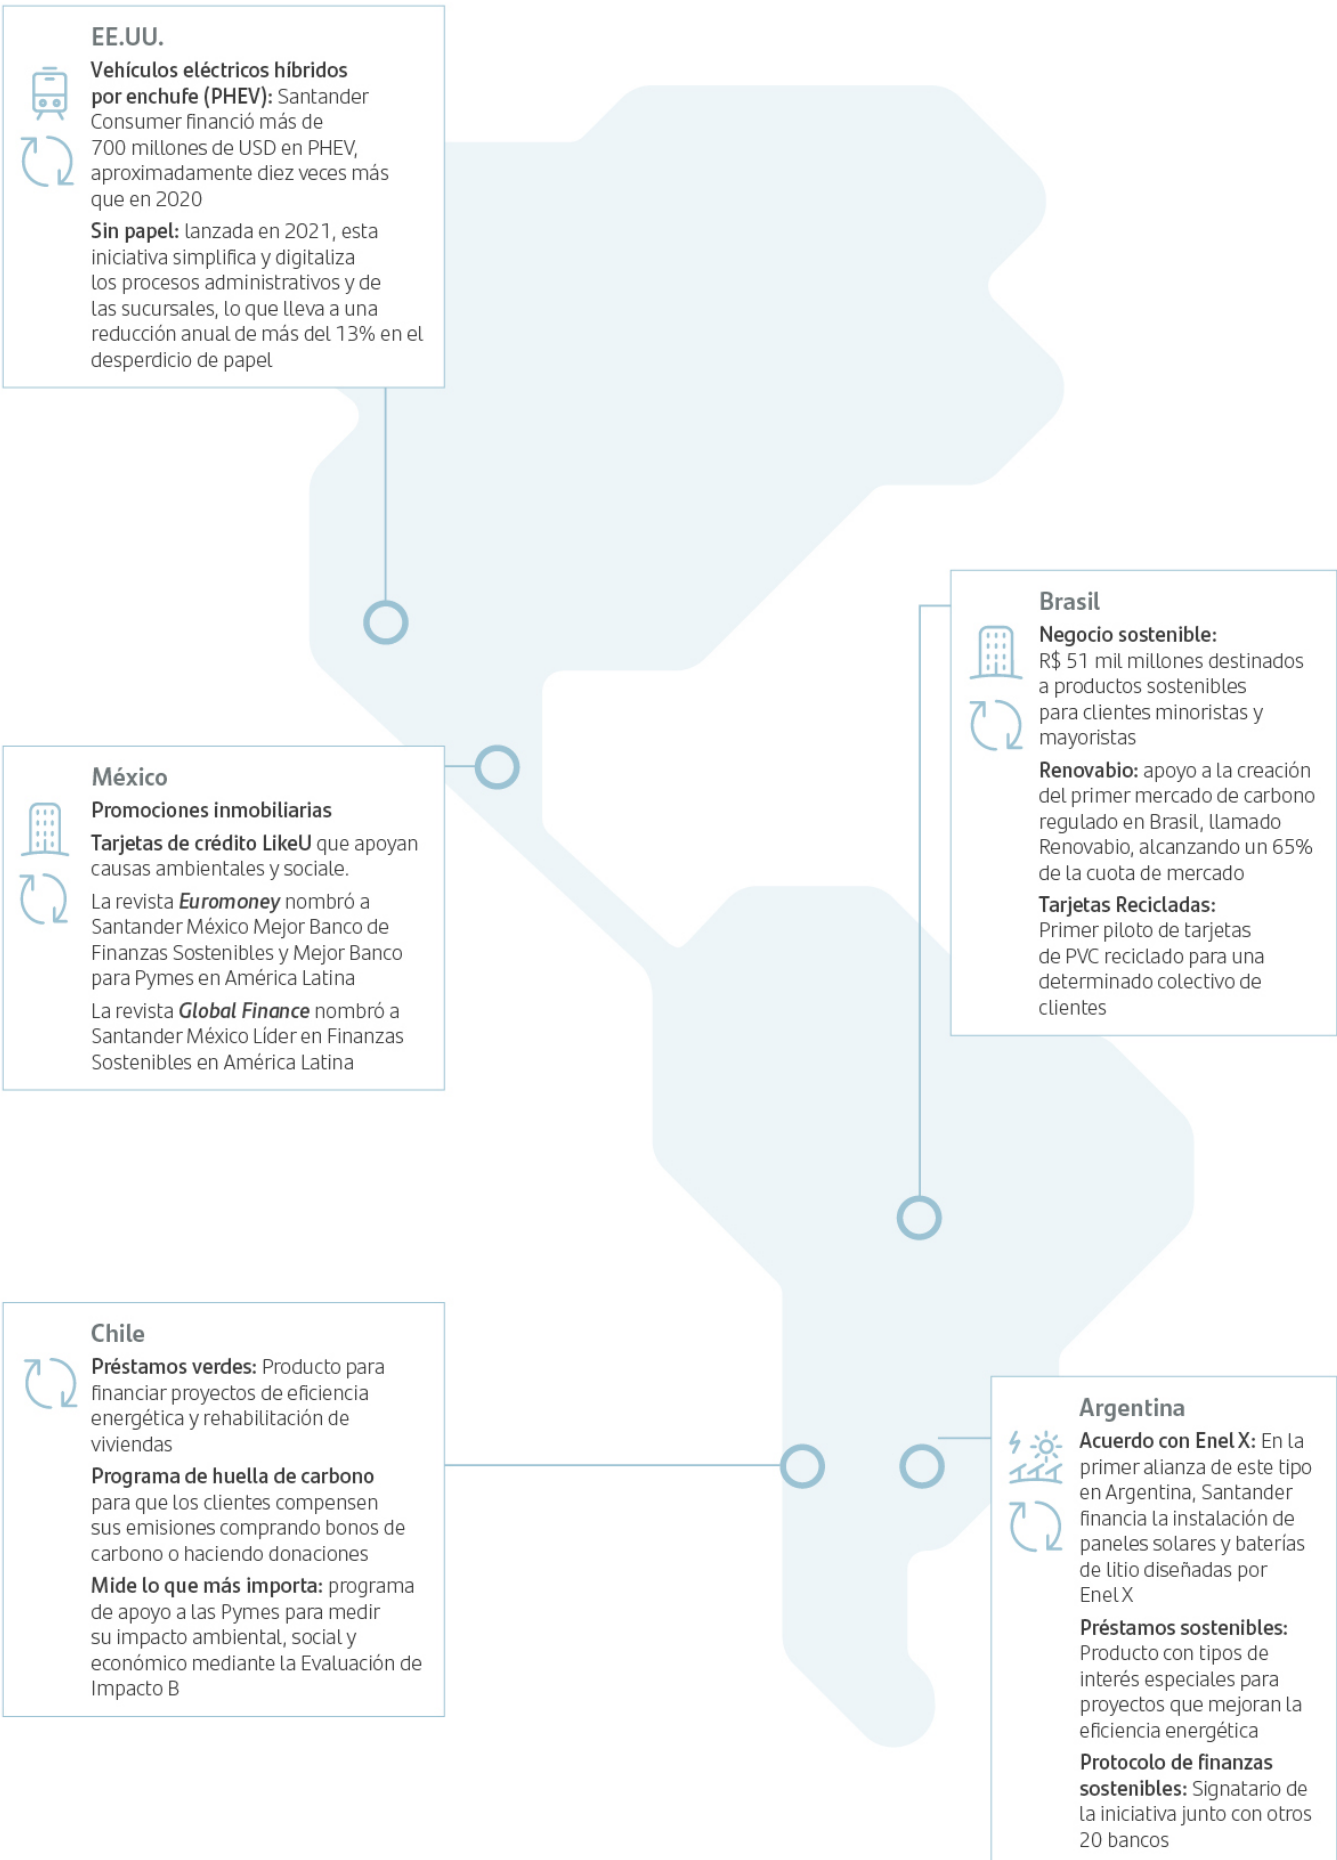 EE.UU.
Vehículos eléctricos híbridos
por enchufe (PHEV): Santander
Consumer financió más de
700 millones de USD en PHEV,
aproximadamente diez veces más
que en 2020
Sin papel: lanzada en 2021, esta
iniciativa simplifica y digitaliza
los procesos administrativos y de
las sucursales, lo que lleva a una
reducción anual de más del 13% en el
desperdicio de papel
Brasil
Negocio sostenible:
R$ 51 mil millones destinados
a productos sostenibles
para clientes minoristas y
mayoristas
Renovabio: apoyo a la creación
del primer mercado de carbono
regulado en Brasil, llamado
Renovabio, alcanzando un 65%
de la cuota de mercado
Tarjetas Recicladas:
Primer piloto de tarjetas
de PVC reciclado para una
determinado colectivo de
clientes
México
Promociones inmobiliarias
Tarjetas de crédito LikeU que apoyan
causas ambientales y sociale.
La revista Euromoney nombró a
Santander México Mejor Banco de
Finanzas Sostenibles y Mejor Banco
para Pymes en América Latina
La revista Global Finance nombró a
Santander México Líder en Finanzas
Sostenibles en América Latina
Chile
Préstamos verdes: Producto para
financiar proyectos de eficiencia
energética y rehabilitación de
viviendas
Programa de huella de carbono
para que los clientes compensen
sus emisiones comprando bonos de
carbono o haciendo donaciones
Mide lo que más importa: programa
de apoyo a las Pymes para medir
su impacto ambiental, social y
económico mediante la Evaluación de
Impacto B
Argentina
Acuerdo con Enel X: En la
primer alianza de este tipo
en Argentina, Santander
financia la instalación de
paneles solares y baterías
de litio diseñadas por
Enel X
Préstamos sostenibles:
Producto con tipos de
interés especiales para
proyectos que mejoran la
eficiencia energética
Protocolo de finanzas
sostenibles: Signatario de
la iniciativa junto con otros
20 bancos